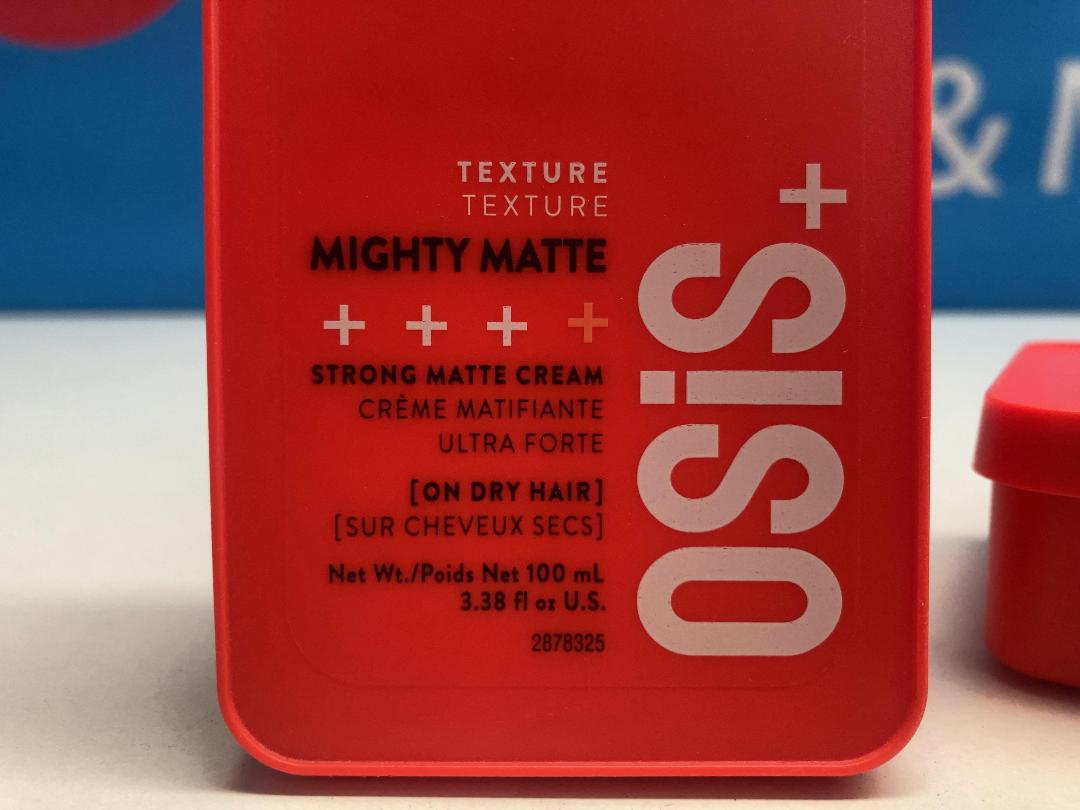 TEXTURE
TEXTURE
MIGHTY MATTE
+ + + +
STRONG MATTE CREAM
CRÈME MATIFIANTE
ULTRA FORTE
[ON DRY HAIR]
[SUR CHEVEUX SECS]
Net Wt./Poids Net 100 mL
3.38 fl oz U.S.
2878325
OSiS+
&